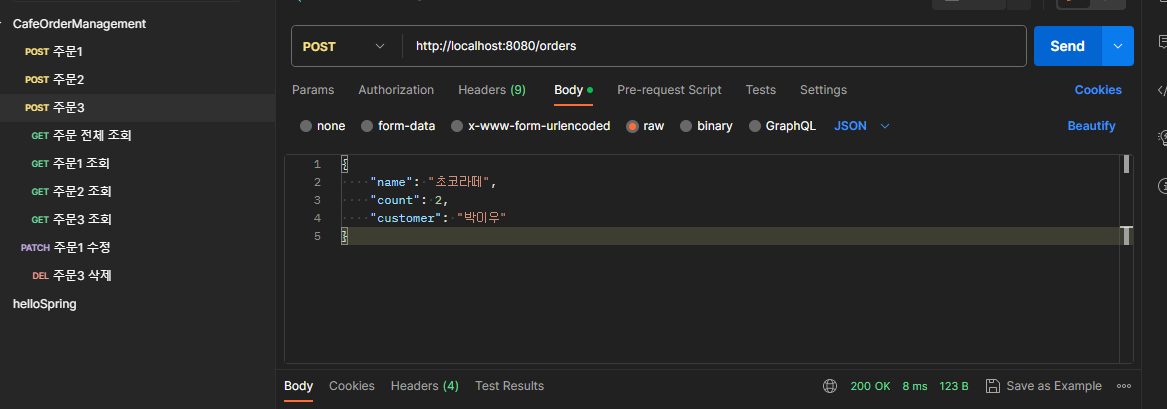 CafeOrderManagement
POST 주문1
POST 주문2
POST 주문3
GET 주문 전체 조회
GET 주문1 조회
GET 주문2 조회
GET 주문3 조회
PATCH 주문1 수정
DEL 주문3 삭제
helloSpring
POST http://localhost:8080/orders Send
Params Authorization Headers (9) Body Pre-request Script Tests Settings Cookies
none form-data x-www-form-urlencoded raw binary GraphQL JSON Beautify
1 {
2 "name": "초코라떼",
3 "count": 2,
4 "customer": "박이우"
5 }
Body Cookies Headers (4) Test Results 200 OK 8 ms 123 B Save as Example